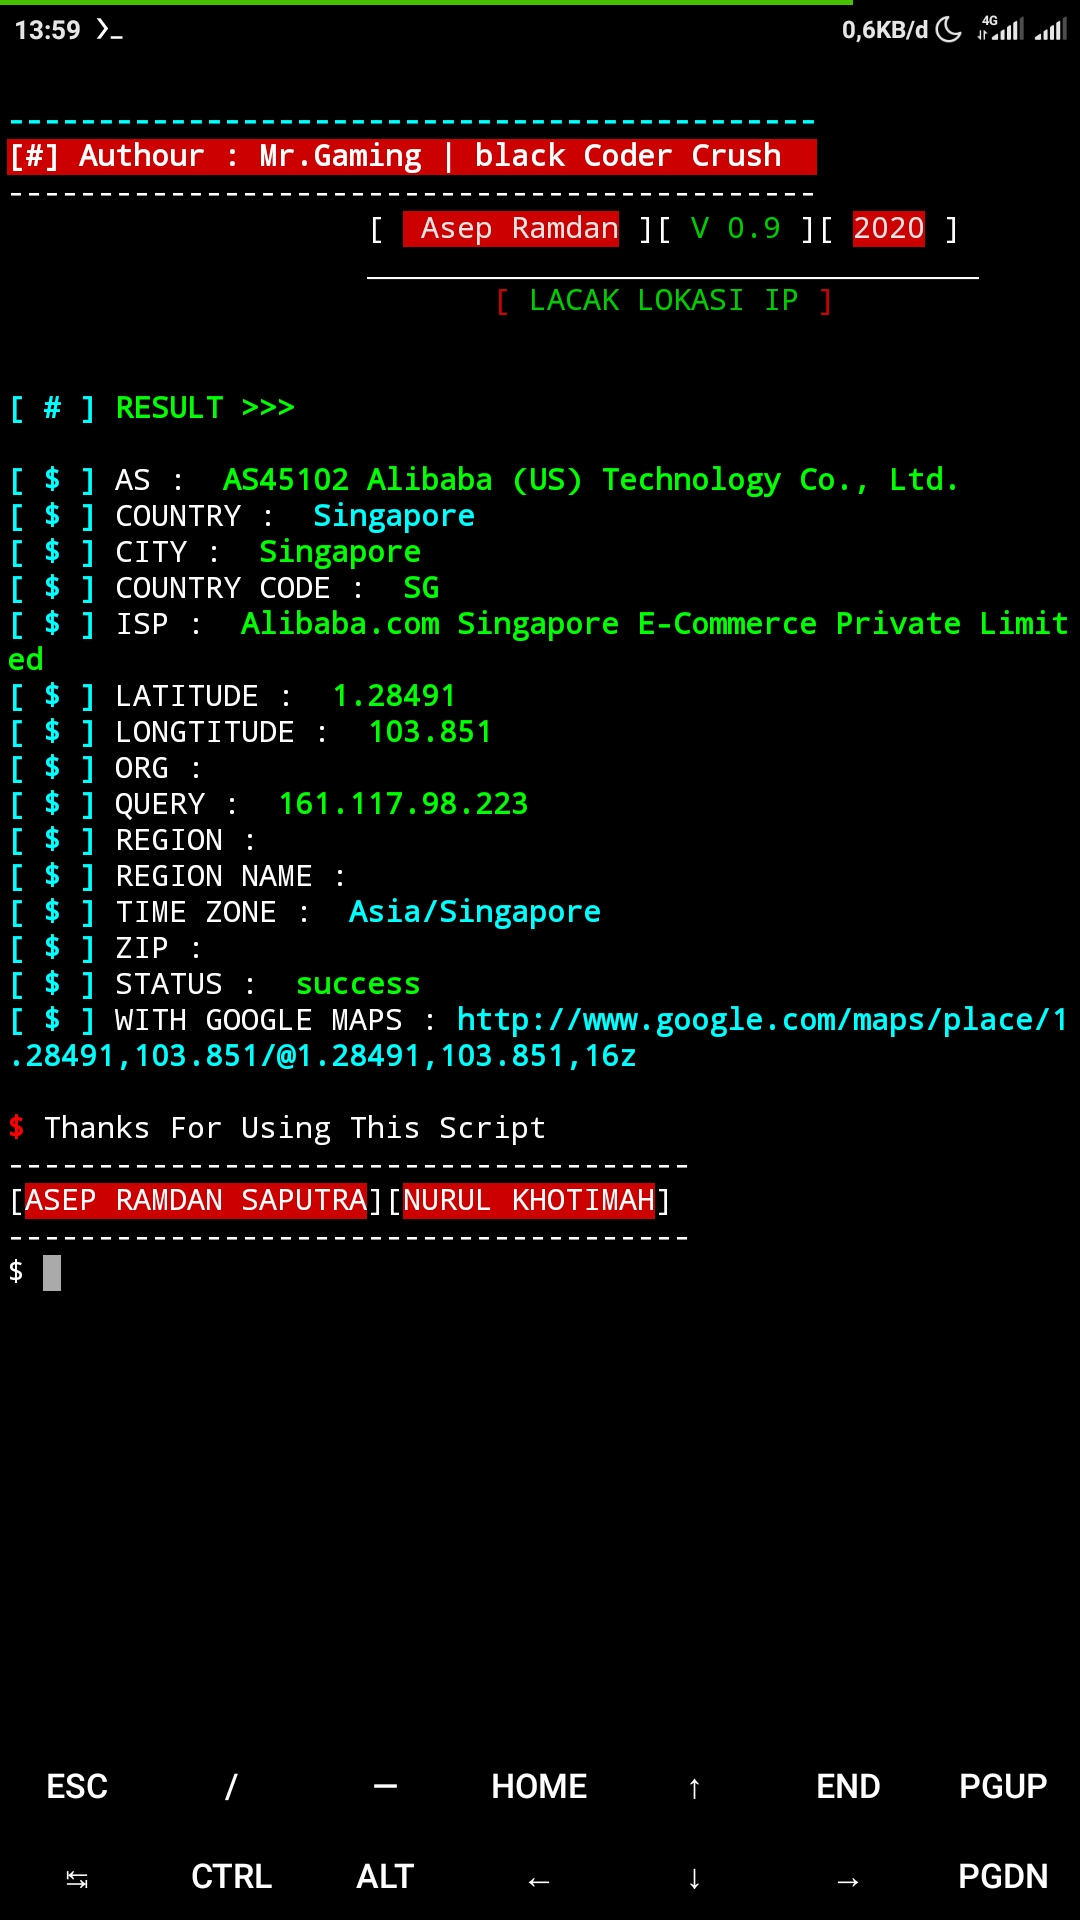 13:59 0,6KB/d 4G
---------------------------------------------
[#] Authour : Mr.Gaming | black Coder Crush
---------------------------------------------
[ Asep Ramdan ][ V 0.9 ][ 2020 ]
__________________________________
[ LACAK LOKASI IP ]
[ # ] RESULT >>>
[ $ ] AS :  AS45102 Alibaba (US) Technology Co., Ltd.
[ $ ] COUNTRY :  Singapore
[ $ ] CITY :  Singapore
[ $ ] COUNTRY CODE :  SG
[ $ ] ISP :  Alibaba.com Singapore E-Commerce Private Limit
ed
[ $ ] LATITUDE :  1.28491
[ $ ] LONGTITUDE :  103.851
[ $ ] ORG :
[ $ ] QUERY :  161.117.98.223
[ $ ] REGION :
[ $ ] REGION NAME :
[ $ ] TIME ZONE :  Asia/Singapore
[ $ ] ZIP :
[ $ ] STATUS :  success
[ $ ] WITH GOOGLE MAPS : http://www.google.com/maps/place/1
.28491,103.851/@1.28491,103.851,16z
$ Thanks For Using This Script
--------------------------------------
[ASEP RAMDAN SAPUTRA][NURUL KHOTIMAH]
--------------------------------------
$
ESC / — HOME ↑ END PGUP
↹ CTRL ALT ← ↓ → PGDN